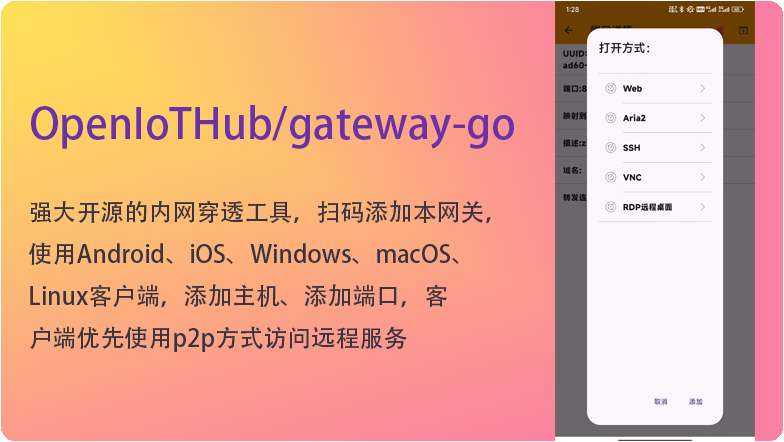 OpenIoTHub/gateway-go
强大开源的内网穿透工具，扫码添加本网关，
使用Android、iOS、Windows、macOS、
Linux客户端，添加主机、添加端口，客
户端优先使用p2p方式访问远程服务
1:28
UUID:
ad60-
端口:8
映射到
描述:z
域名:
转发连
打开方式：
Web
Aria2
SSH
VNC
RDP远程桌面
取消
添加